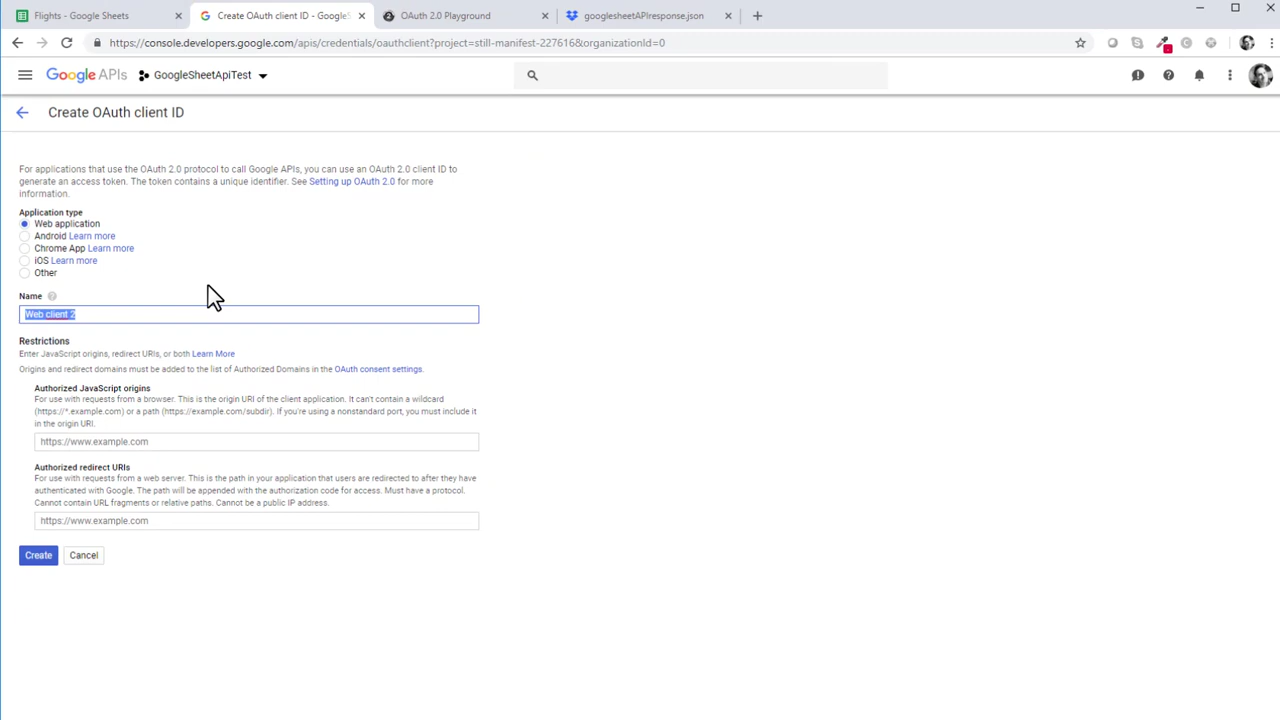 Flights - Google Sheets
Create OAuth client ID - GoogleS
OAuth 2.0 Playground
googlesheetAPIresponse.json
https://console.developers.google.com/apis/credentials/oauthclient?project=still-manifest-227616&organizationId=0
Google APIs
GoogleSheetApiTest
Create OAuth client ID
For applications that use the OAuth 2.0 protocol to call Google APIs, you can use an OAuth 2.0 client ID to
generate an access token. The token contains a unique identifier. See Setting up OAuth 2.0 for more
information.
Application type
Web application
Android Learn more
Chrome App Learn more
iOS Learn more
Other
Name
Web client 2
Restrictions
Enter JavaScript origins, redirect URIs, or both Learn More
Origins and redirect domains must be added to the list of Authorized Domains in the OAuth consent settings.
Authorized JavaScript origins
For use with requests from a browser. This is the origin URI of the client application. It can't contain a wildcard
(https://*.example.com) or a path (https://example.com/subdir). If you're using a nonstandard port, you must include it
in the origin URI.
https://www.example.com
Authorized redirect URIs
For use with requests from a web server. This is the path in your application that users are redirected to after they have
authenticated with Google. The path will be appended with the authorization code for access. Must have a protocol.
Cannot contain URL fragments or relative paths. Cannot be a public IP address.
https://www.example.com
Create
Cancel